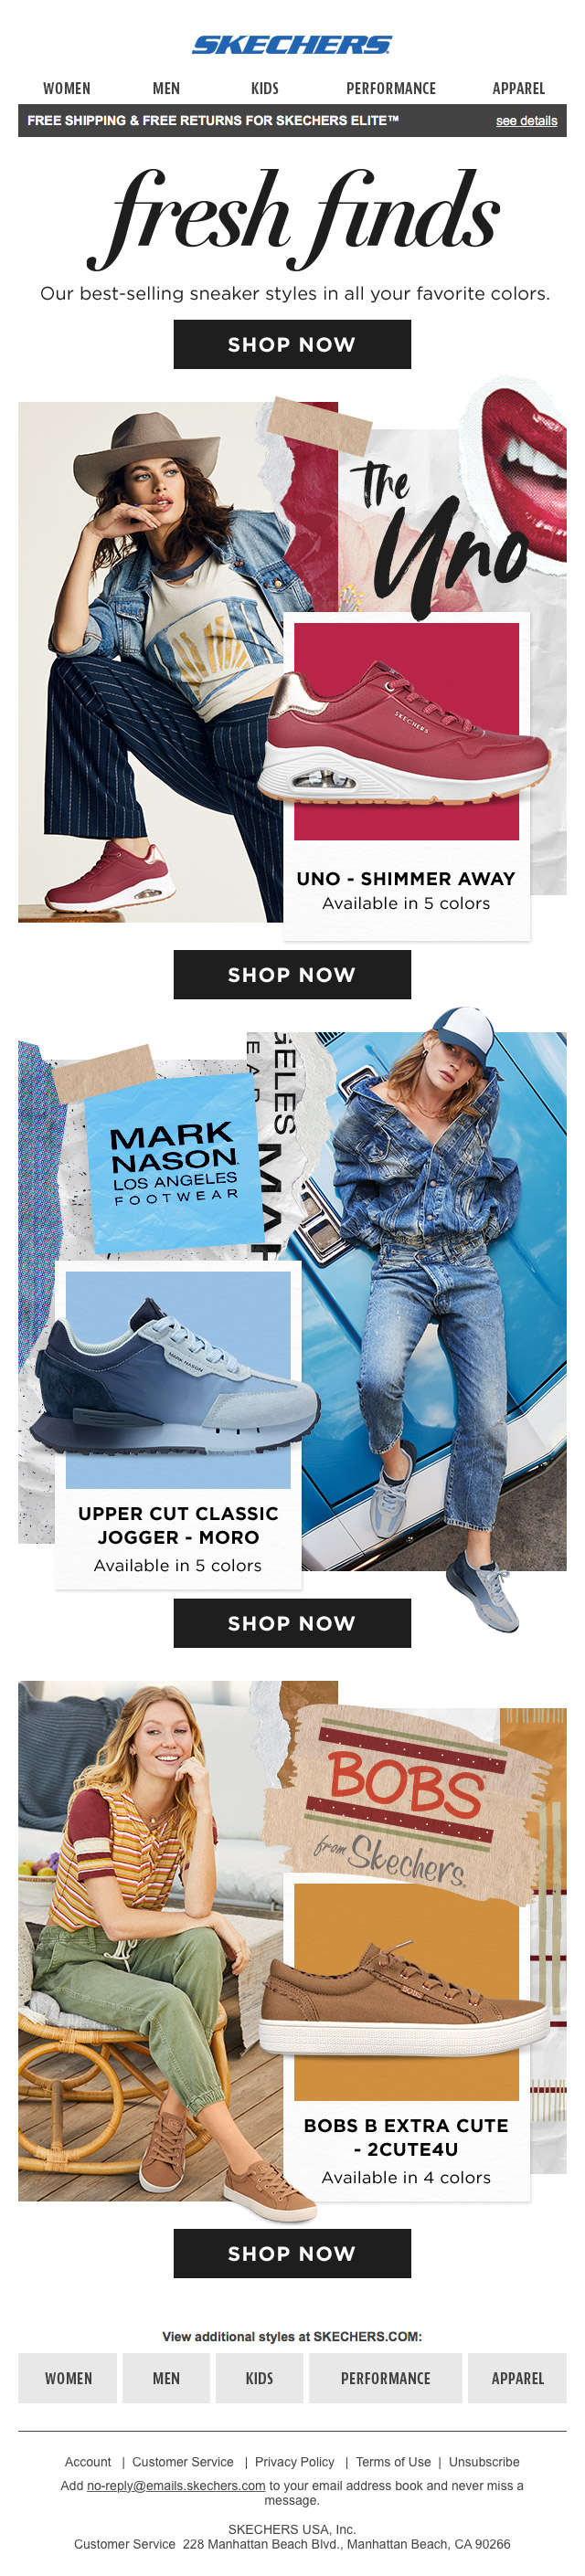 SKECHERS
WOMEN MEN KIDS PERFORMANCE APPAREL
FREE SHIPPING & FREE RETURNS FOR SKECHERS ELITE™ see details
fresh finds
Our best-selling sneaker styles in all your favorite colors.
SHOP NOW
The
Uno
SKECHERS
UNO - SHIMMER AWAY
Available in 5 colors
SHOP NOW
MARK
NASON
LOS ANGELES
FOOTWEAR
GELES
MARK NASON
UPPER CUT CLASSIC
JOGGER - MORO
Available in 5 colors
SHOP NOW
BOBS
from Skechers
BOBS
BOBS B EXTRA CUTE
- 2CUTE4U
Available in 4 colors
SHOP NOW
View additional styles at SKECHERS.COM:
WOMEN MEN KIDS PERFORMANCE APPAREL
Account | Customer Service | Privacy Policy | Terms of Use | Unsubscribe
Add no-reply@emails.skechers.com to your email address book and never miss a
message.
SKECHERS USA, Inc.
Customer Service 228 Manhattan Beach Blvd., Manhattan Beach, CA 90266